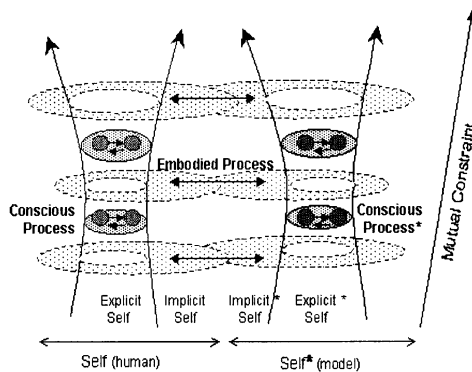 Embodied Process
Conscious
Process
Conscious
Process*
Mutual Constraint
Explicit
Self
Implicit
Self
Implicit *
Self
Explicit *
Self
Self (human)
Self* (model)